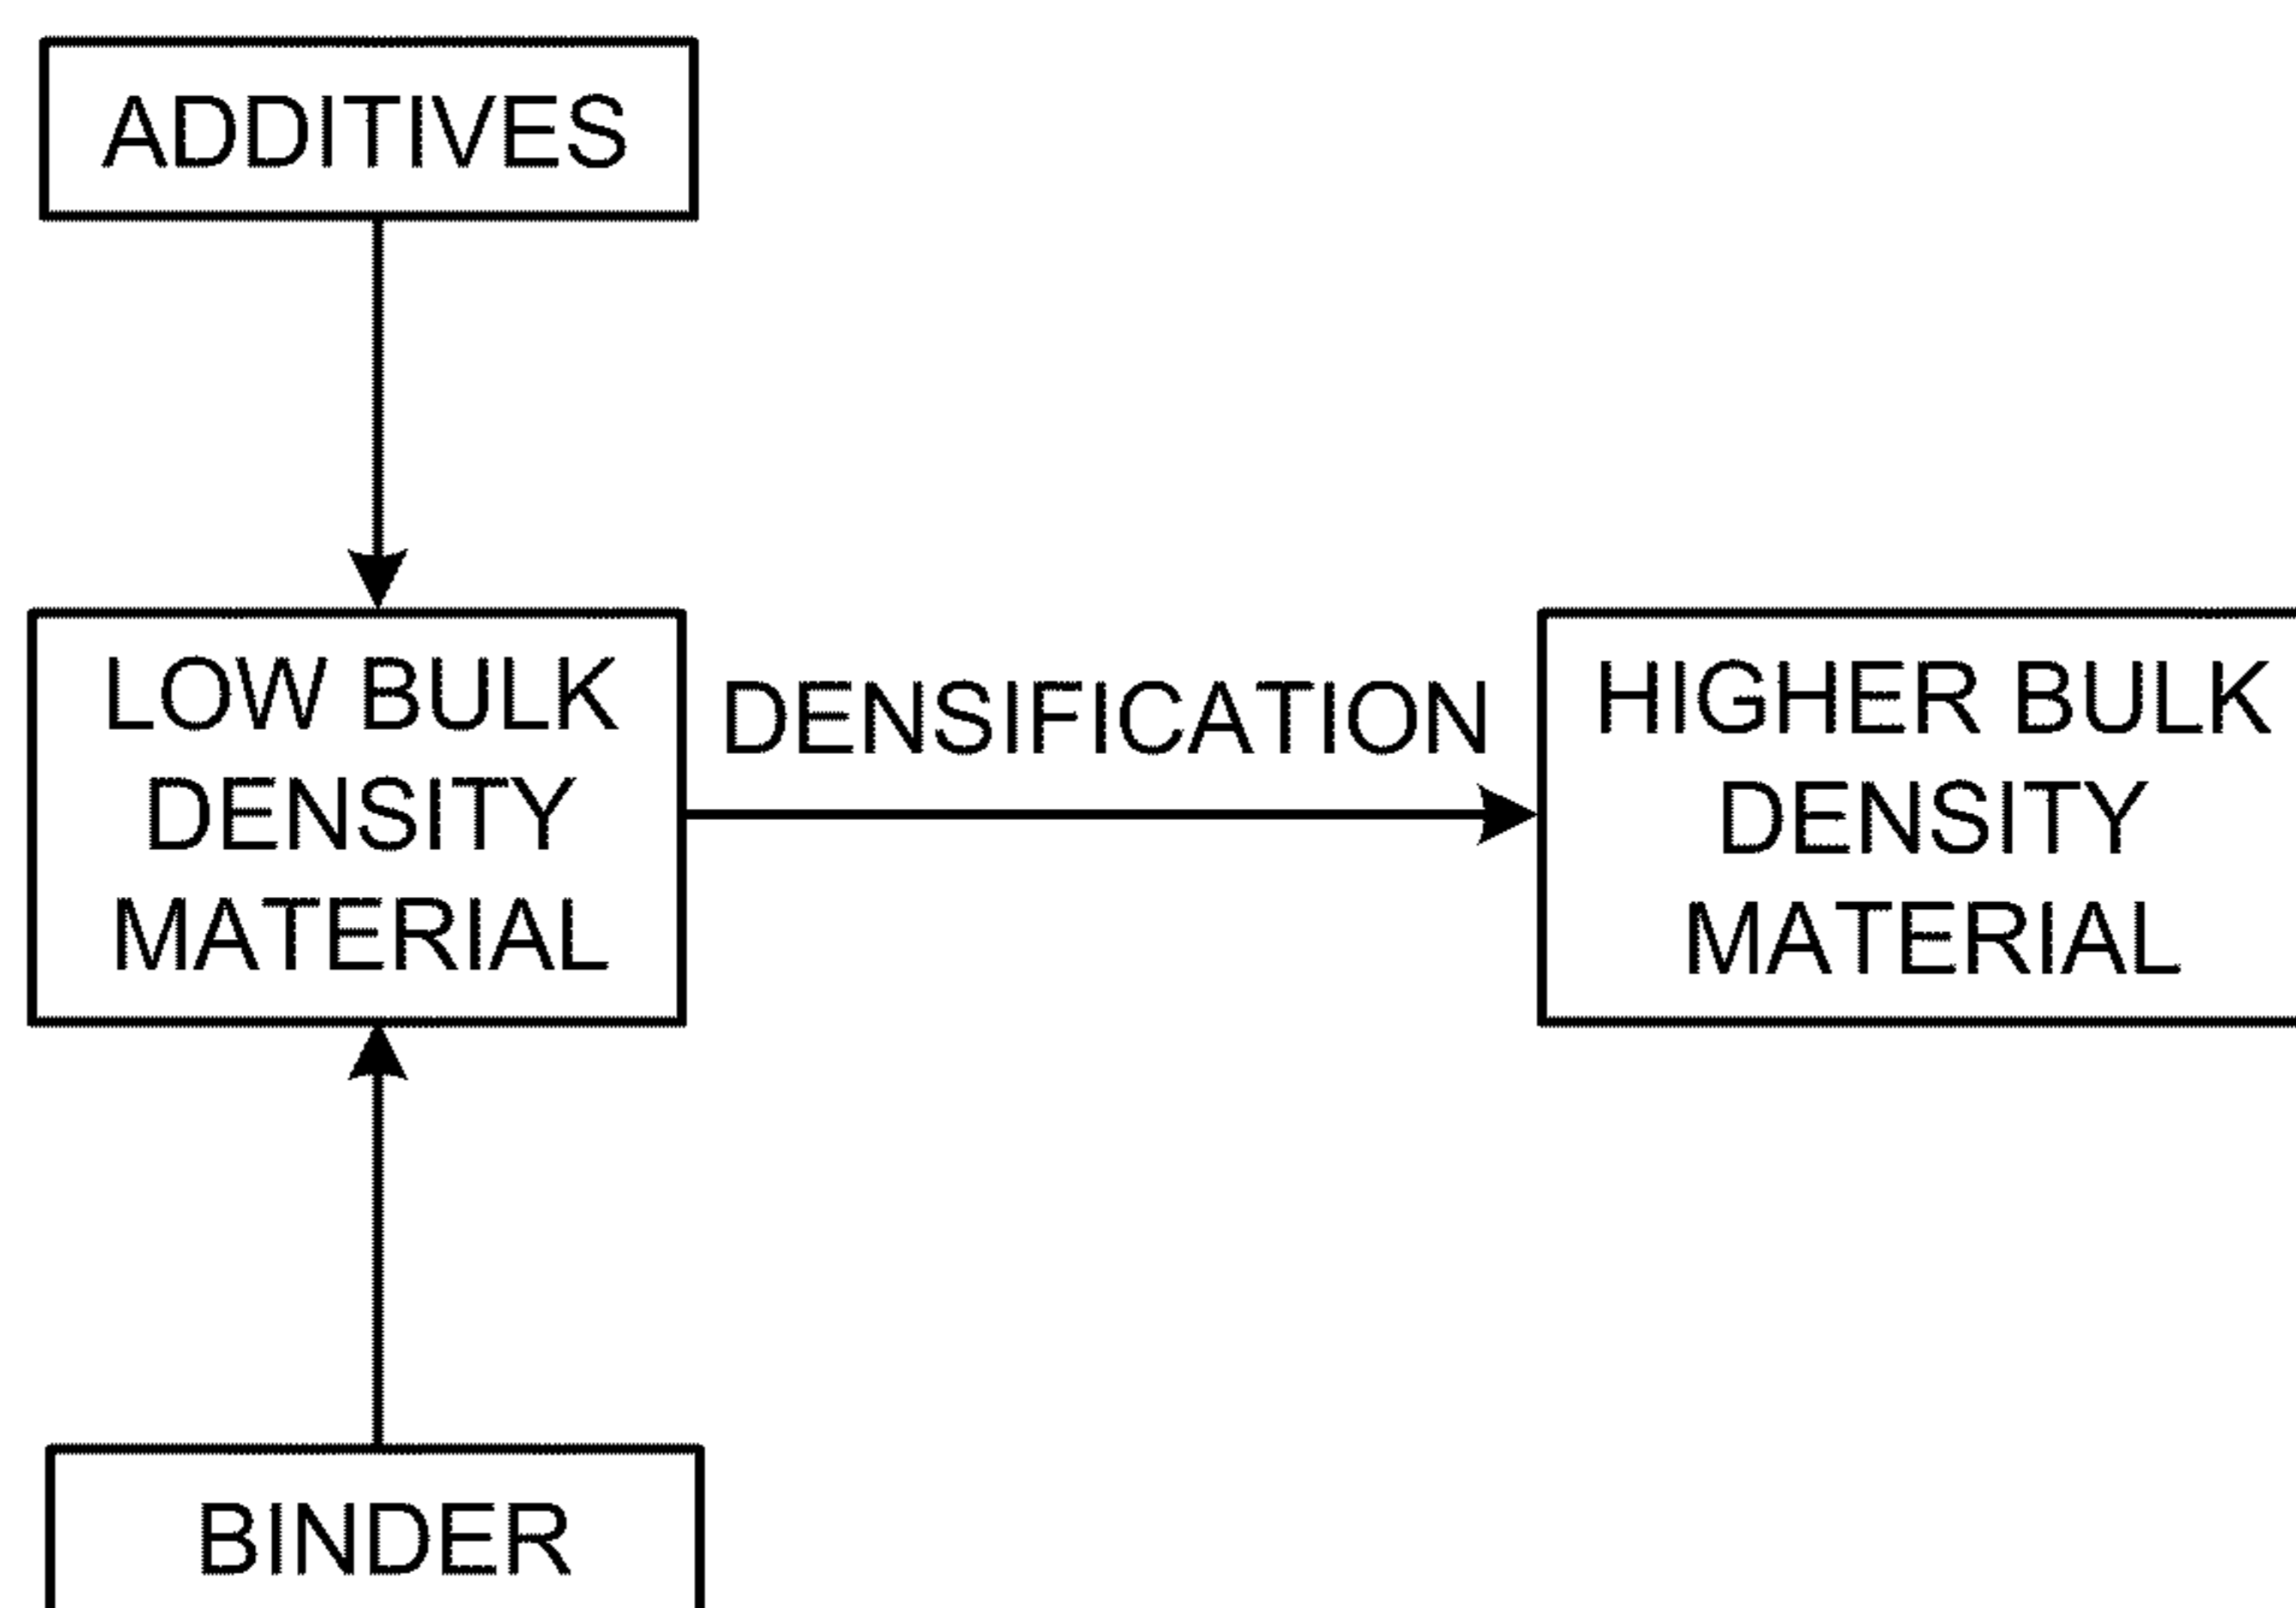 ADDITIVES
LOW BULK
DENSITY
MATERIAL
DENSIFICATION
HIGHER BULK
DENSITY
MATERIAL
BINDER